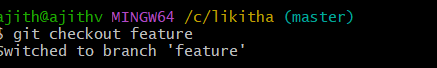 ajith@ajithv MINGW64 /c/likitha (master)
$ git checkout feature
Switched to branch 'feature'